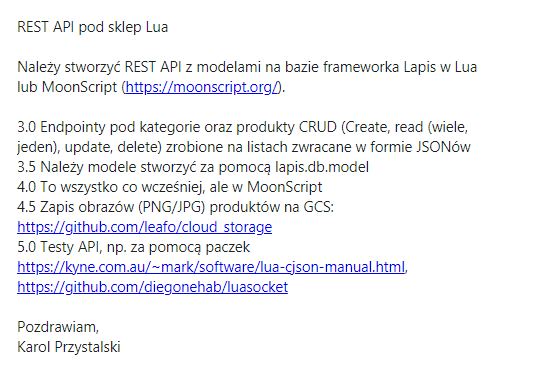 REST API pod sklep Lua
Należy stworzyć REST API z modelami na bazie frameworka Lapis w Lua
lub MoonScript (https://moonscript.org/).
3.0 Endpointy pod kategorie oraz produkty CRUD (Create, read (wiele,
jeden), update, delete) zrobione na listach zwracane w formie JSONów
3.5 Należy modele stworzyć za pomocą lapis.db.model
4.0 To wszystko co wcześniej, ale w MoonScript
4.5 Zapis obrazów (PNG/JPG) produktów na GCS:
https://github.com/leafo/cloud_storage
5.0 Testy API, np. za pomocą paczek
https://kyne.com.au/~mark/software/lua-cjson-manual.html,
https://github.com/diegonehab/luasocket
Pozdrawiam,
Karol Przystalski